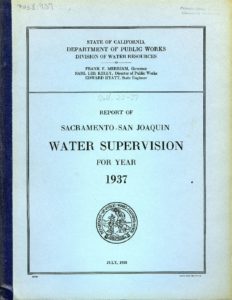 STATE OF CALIFORNIA
DEPARTMENT OF PUBLIC WORKS
DIVISION OF WATER RESOURCES
FRANK F. MERRIAM, Governor
EARL LEE KELLY, Director of Public Works
EDWARD HYATT, State Engineer
REPORT OF
SACRAMENTO-SAN JOAQUIN
WATER SUPERVISION
FOR YEAR
1937
JULY, 1938